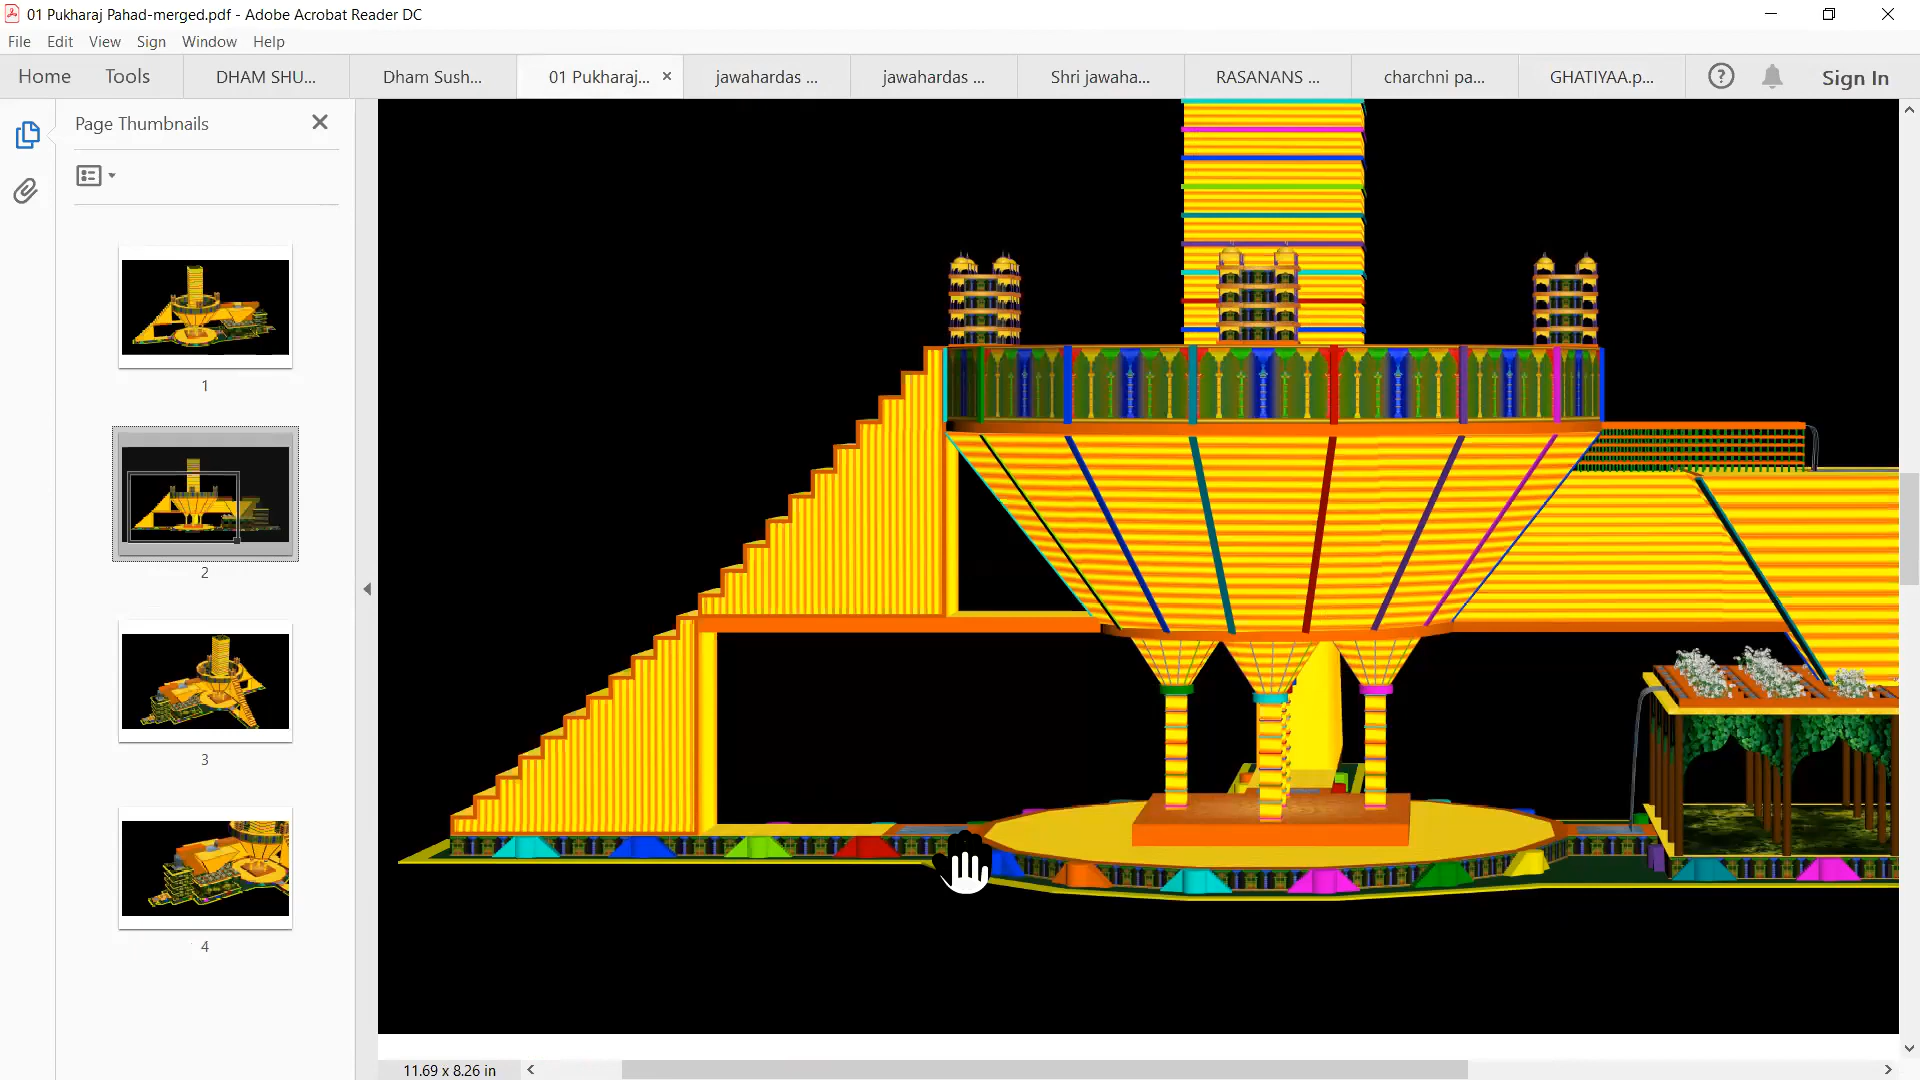 01 Pukharaj Pahad-merged.pdf - Adobe Acrobat Reader DC
File Edit View Sign Window Help
Home Tools DHAM SHU... Dham Sush... 01 Pukharaj... jawahardas ... jawahardas ... Shri jawaha... RASANANS ... charchni pa... GHATIYAA.p... Sign In
Page Thumbnails
1
2
3
4
11.69 x 8.26 in